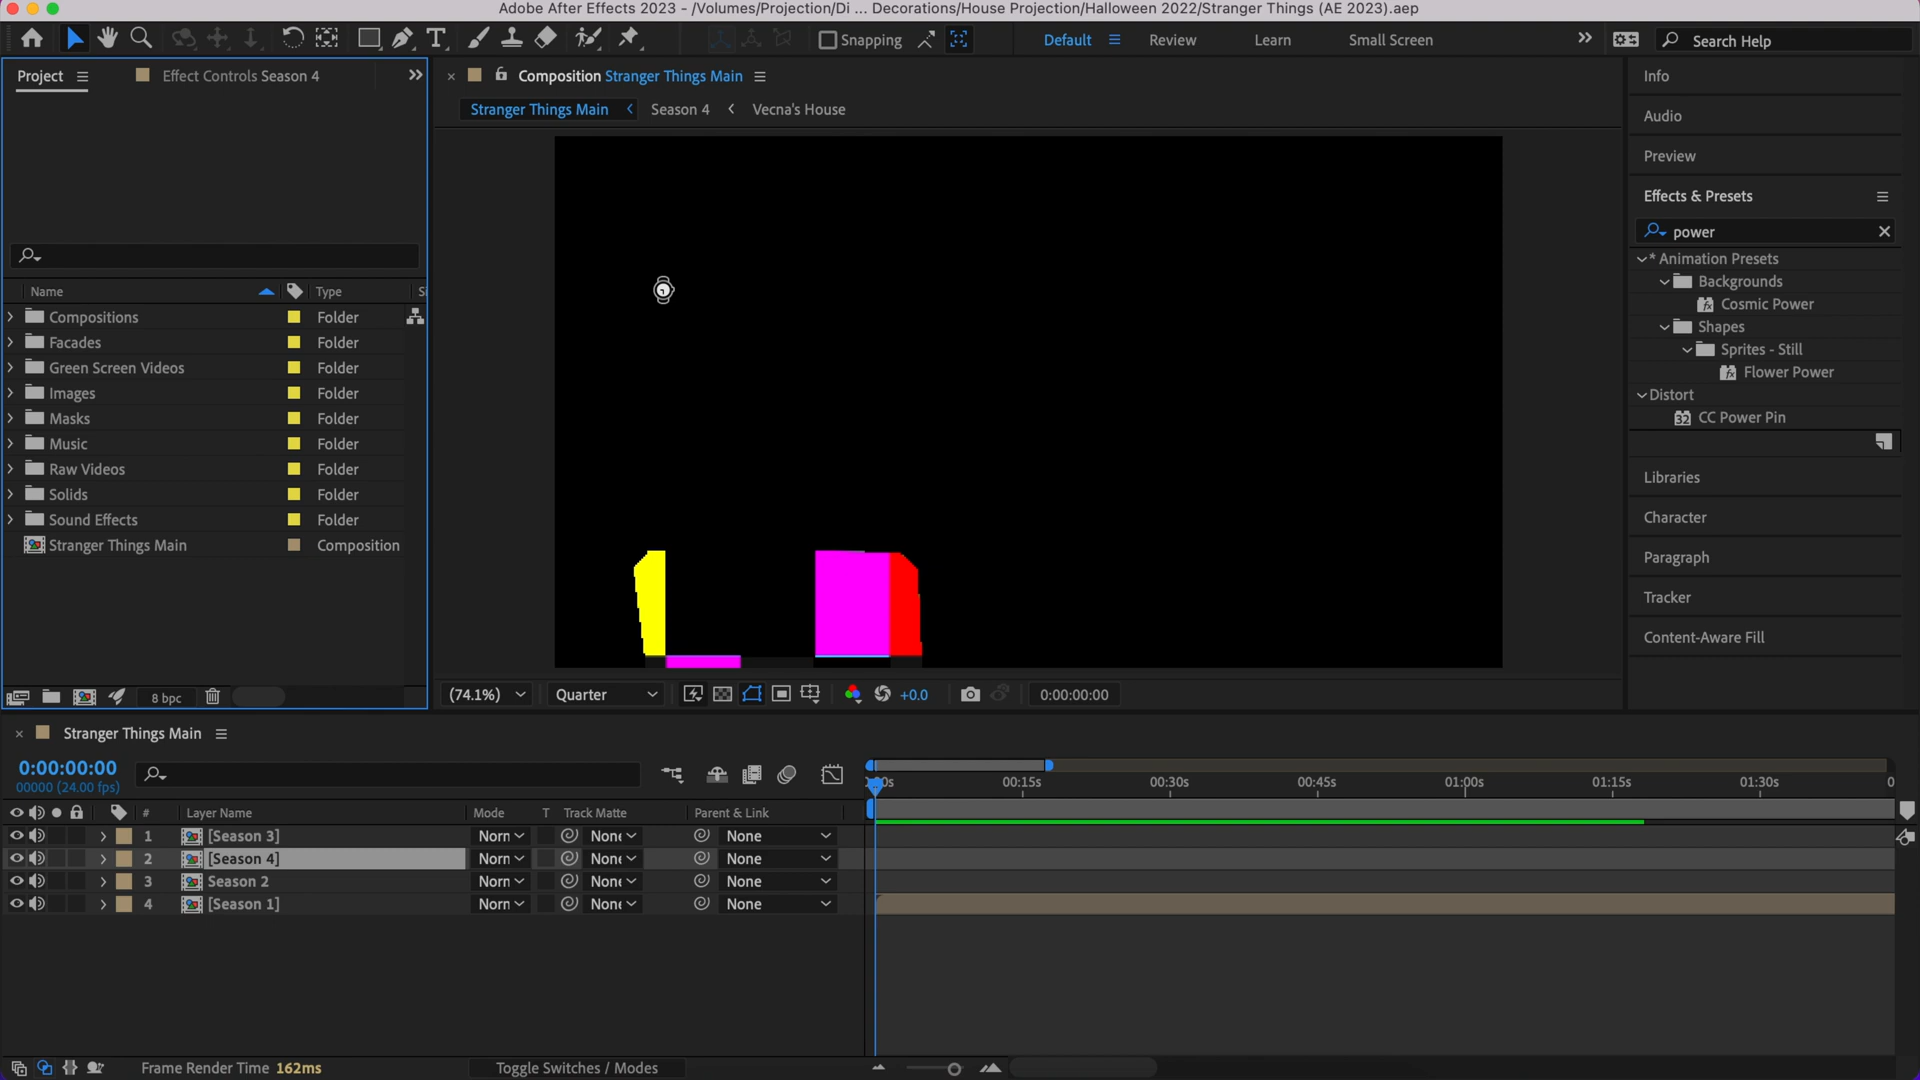 Adobe After Effects 2023 - /Volumes/Projection/Di ... Decorations/House Projection/Halloween 2022/Stranger Things (AE 2023).aep
Snapping
Default
Review
Learn
Small Screen
Search Help
Project
Effect Controls Season 4
Composition Stranger Things Main
Stranger Things Main
Season 4
Vecna's House
Name
Type
Compositions Folder
Facades Folder
Green Screen Videos Folder
Images Folder
Masks Folder
Music Folder
Raw Videos Folder
Solids Folder
Sound Effects Folder
Stranger Things Main Composition
8 bpc
(74.1%)
Quarter
+0.0
0:00:00:00
Info
Audio
Preview
Effects & Presets
power
* Animation Presets
Backgrounds
Cosmic Power
Shapes
Sprites - Still
Flower Power
Distort
32 CC Power Pin
Libraries
Character
Paragraph
Tracker
Content-Aware Fill
Stranger Things Main
0:00:00:00
00000 (24.00 fps)
00:15s 00:30s 00:45s 01:00s 01:15s 01:30s
# Layer Name Mode T Track Matte Parent & Link
1 [Season 3] Norn None None
2 [Season 4] Norn None None
3 Season 2 Norn None None
4 [Season 1] Norn None None
Frame Render Time 162ms
Toggle Switches / Modes